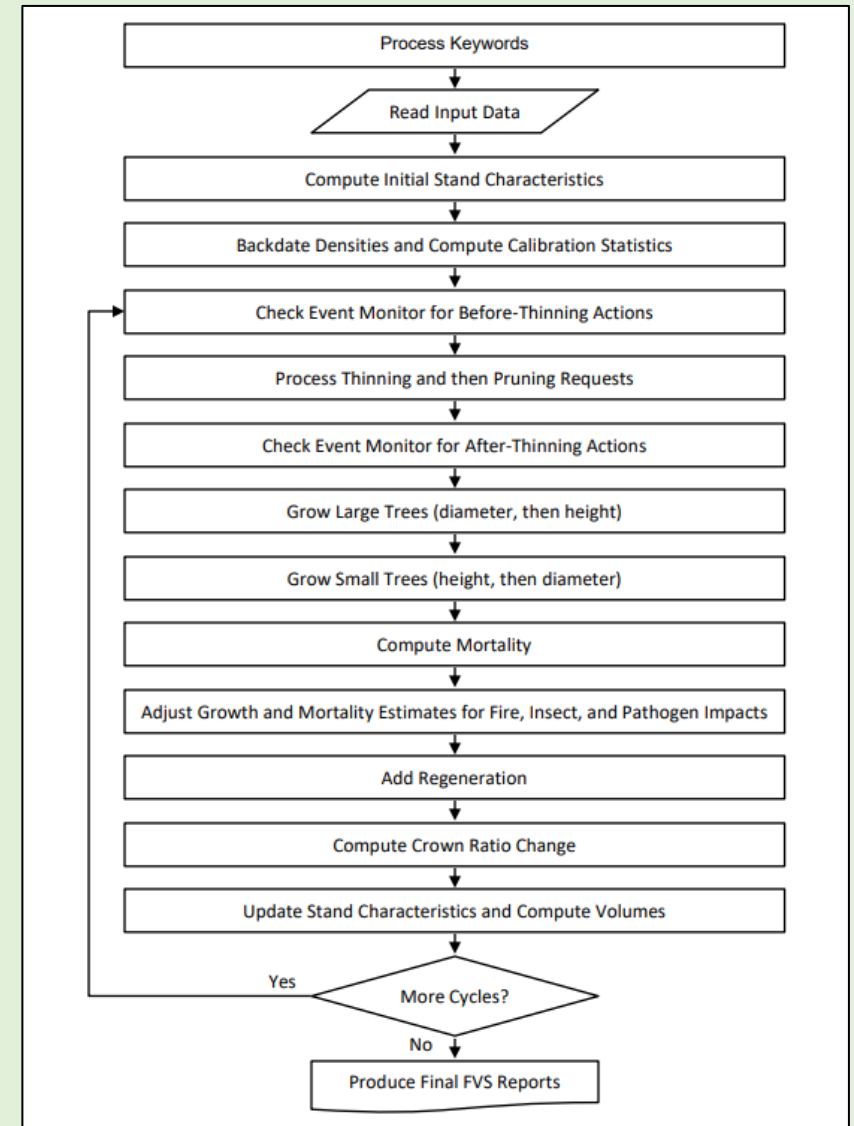 Process Keywords
Read Input Data
Compute Initial Stand Characteristics
Backdate Densities and Compute Calibration Statistics
Check Event Monitor for Before-Thinning Actions
Process Thinning and then Pruning Requests
Check Event Monitor for After-Thinning Actions
Grow Large Trees (diameter, then height)
Grow Small Trees (height, then diameter)
Compute Mortality
Adjust Growth and Mortality Estimates for Fire, Insect, and Pathogen Impacts
Add Regeneration
Compute Crown Ratio Change
Update Stand Characteristics and Compute Volumes
Yes
More Cycles?
No
Produce Final FVS Reports